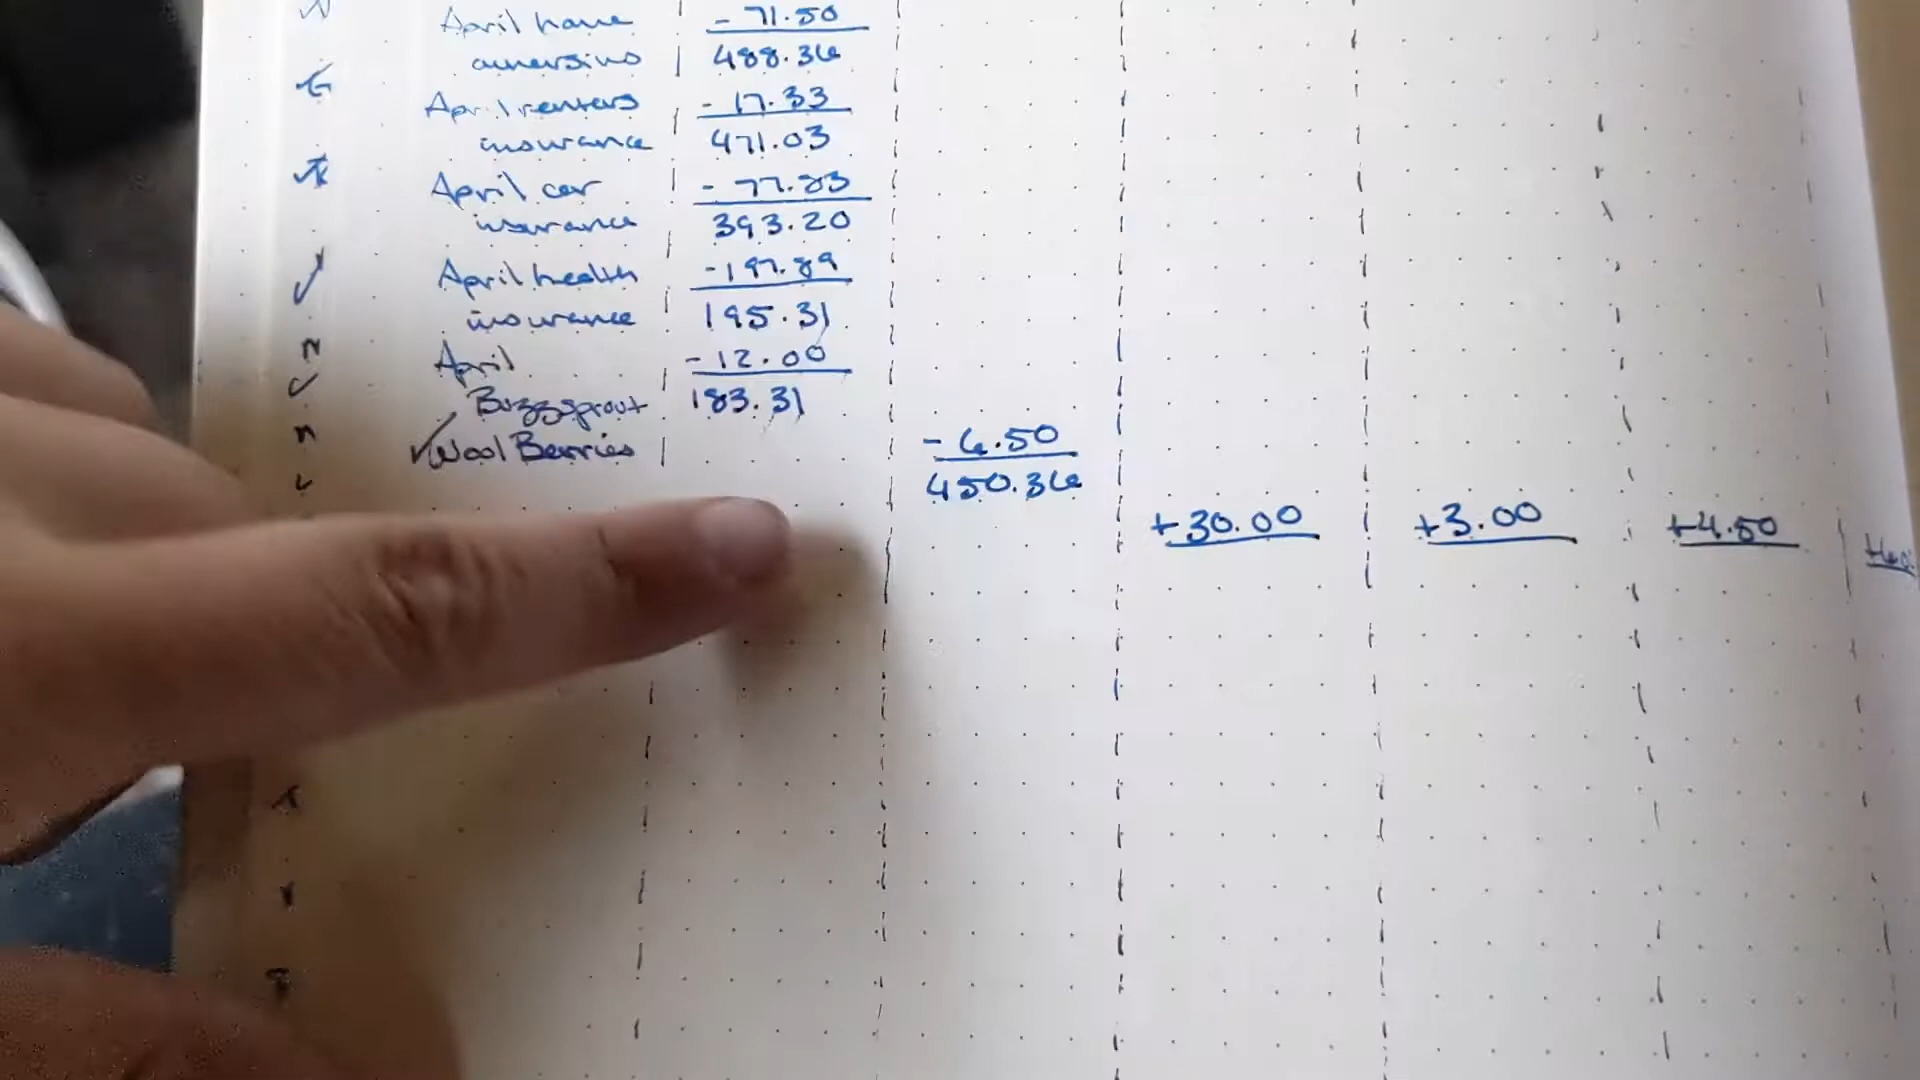 April home - 71.50
488.36
April renters - 17.33
insurance 471.03
April car - 77.83
insurance 393.20
April health - 197.89
insurance 195.31
April - 12.00
Buzzsprout 183.31
✓Wool Berries - 6.50
450.36
+30.00 +3.00 +4.50